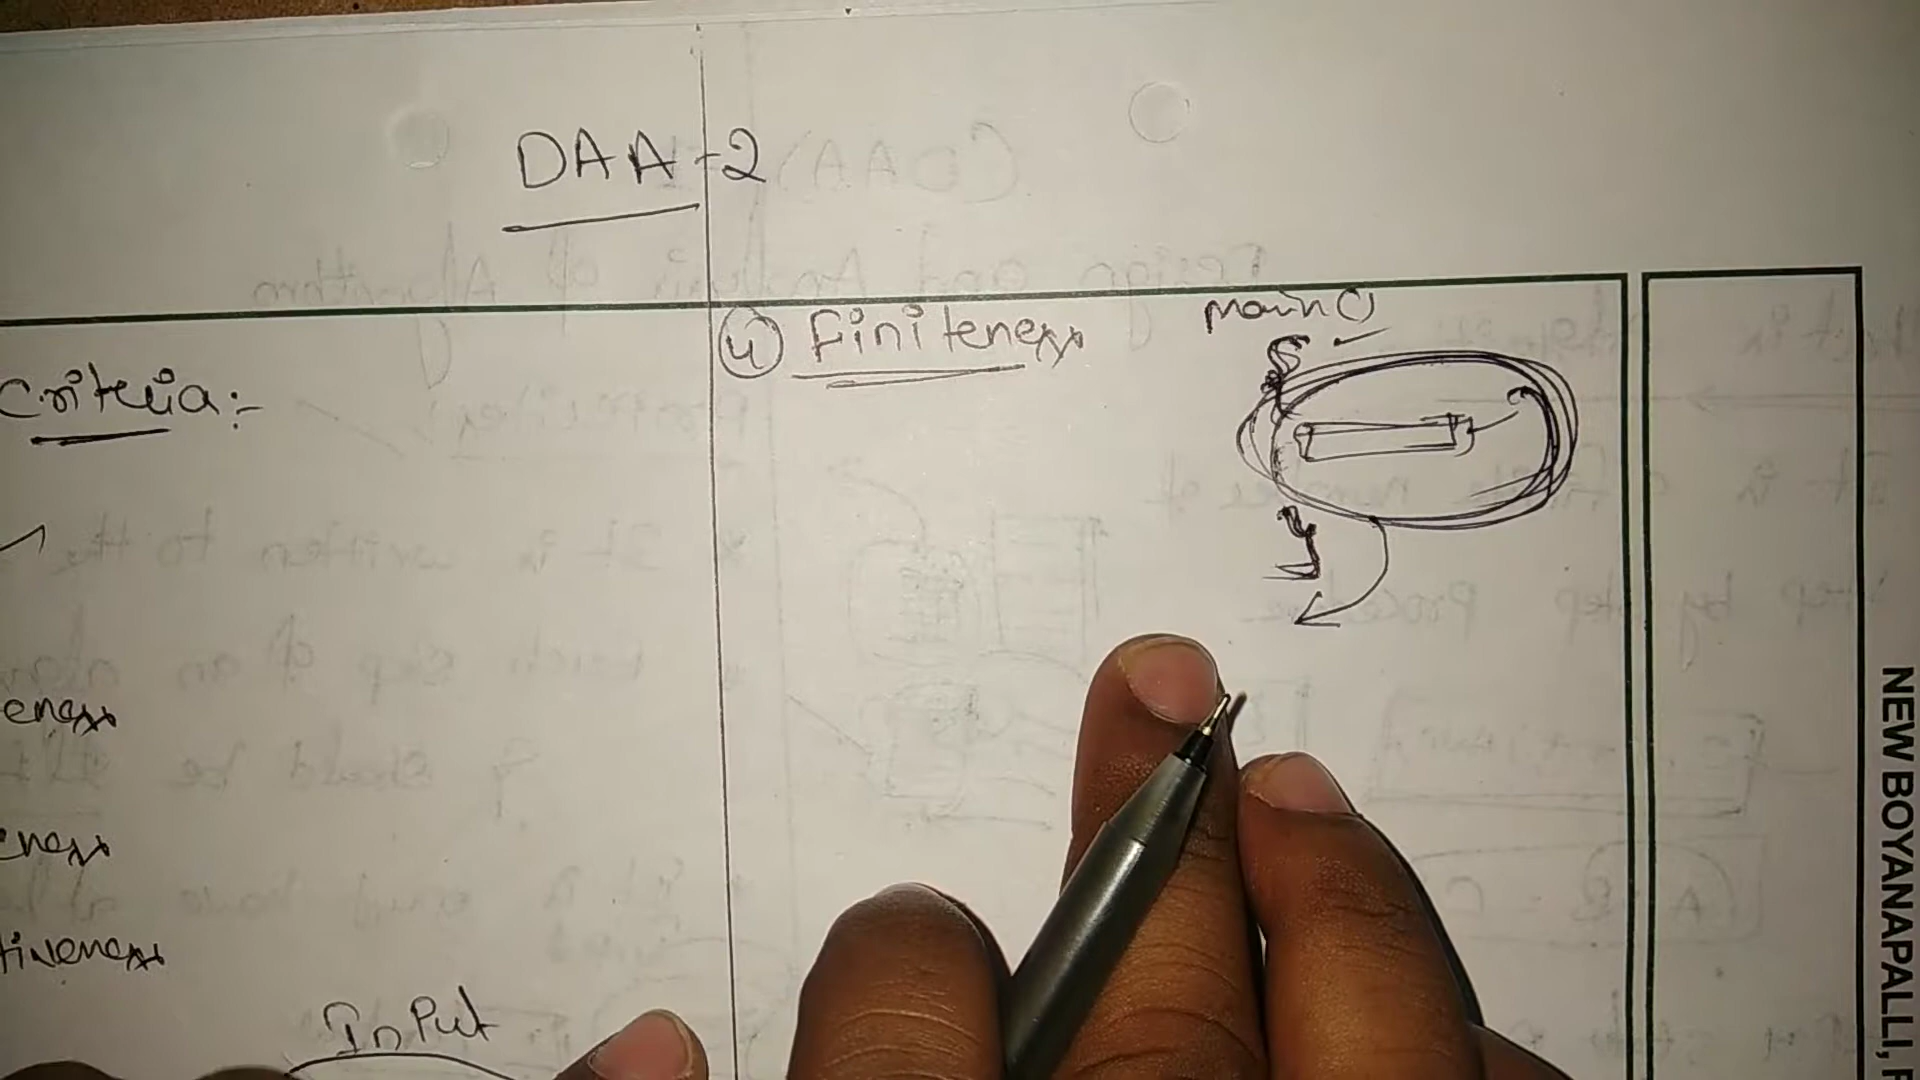 DAA-2
Criteria:-
eness
eness
tiveness
Input
④ Finiteness
main()
{
}
NEW BOYANAPALLI,